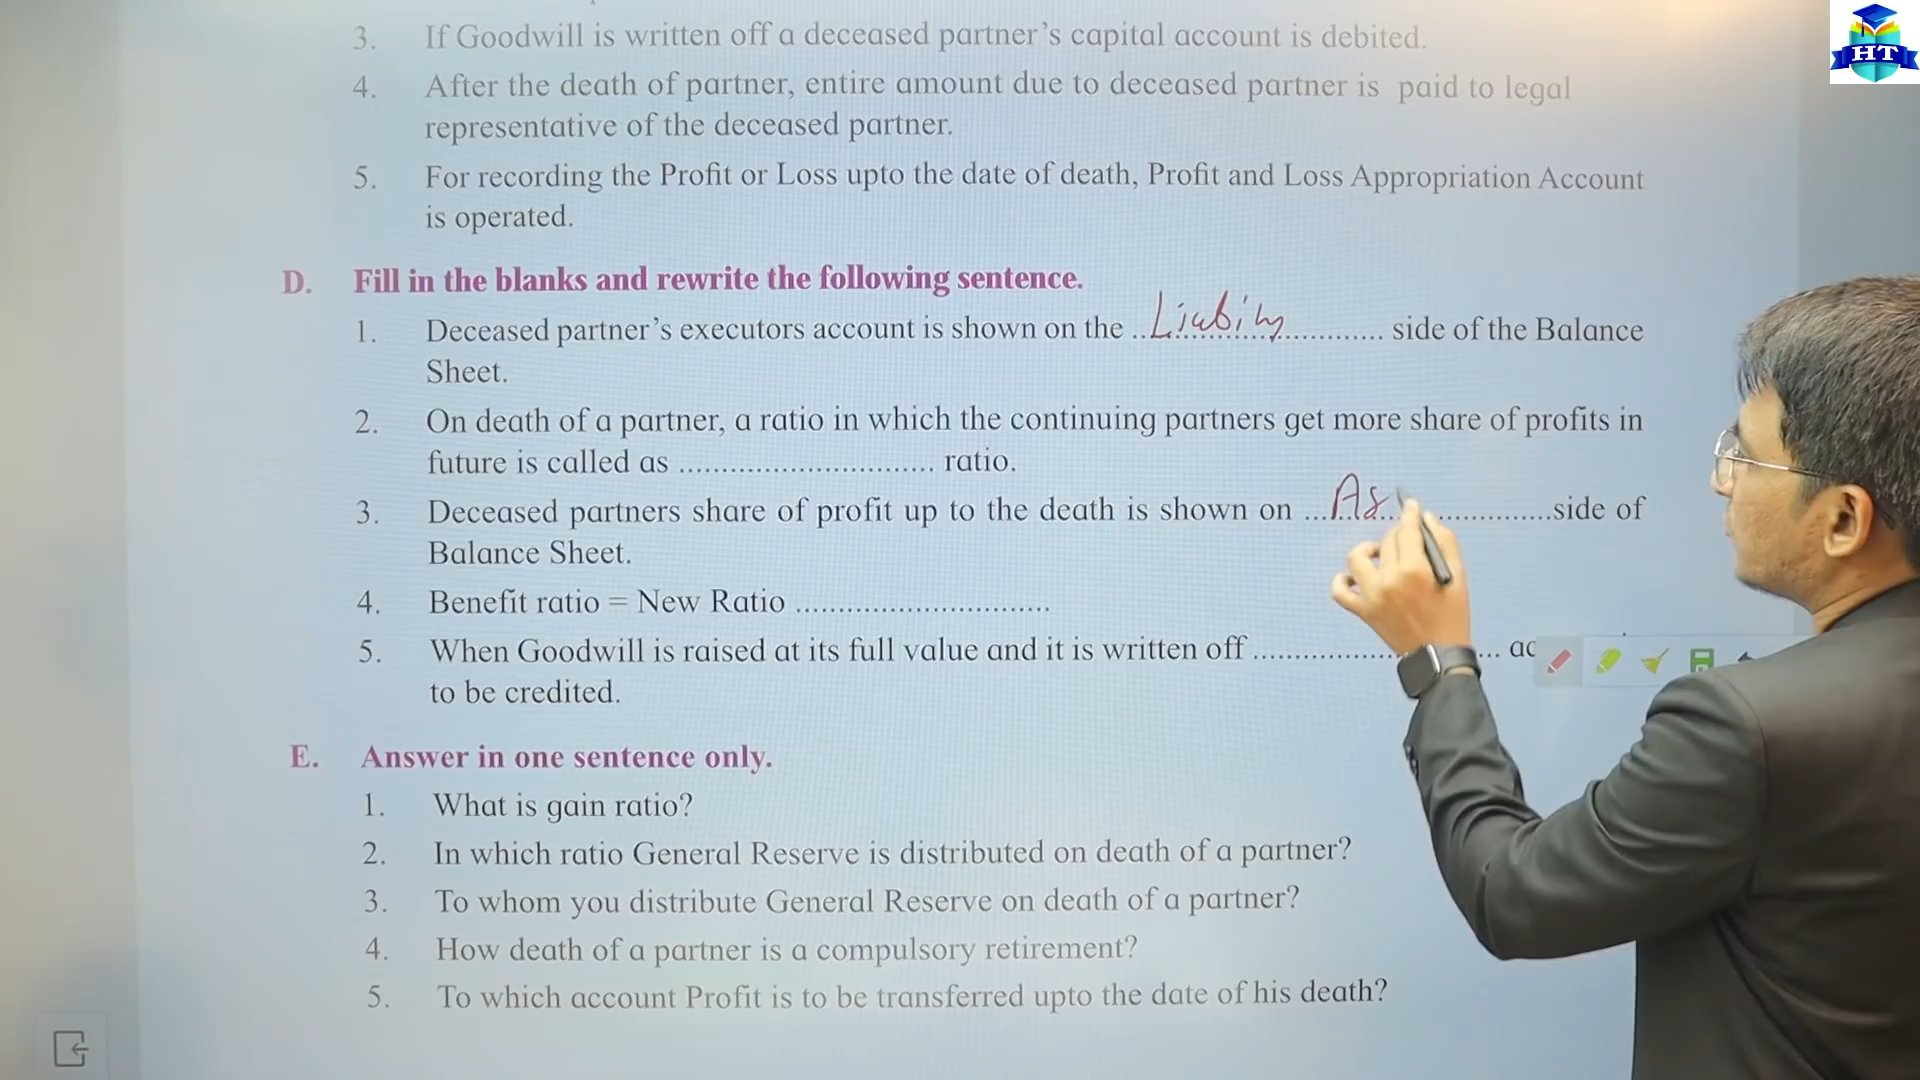 HT
3. If Goodwill is written off a deceased partner's capital account is debited.
4. After the death of partner, entire amount due to deceased partner is paid to legal
representative of the deceased partner.
5. For recording the Profit or Loss upto the date of death, Profit and Loss Appropriation Account
is operated.
D. Fill in the blanks and rewrite the following sentence.
1. Deceased partner's executors account is shown on the .............................. side of the Balance
Sheet.
2. On death of a partner, a ratio in which the continuing partners get more share of profits in
future is called as .............................. ratio.
3. Deceased partners share of profit up to the death is shown on ...As...........................side of
Balance Sheet.
4. Benefit ratio = New Ratio ..............................
5. When Goodwill is raised at its full value and it is written off .............................. ac
to be credited.
E. Answer in one sentence only.
1. What is gain ratio?
2. In which ratio General Reserve is distributed on death of a partner?
3. To whom you distribute General Reserve on death of a partner?
4. How death of a partner is a compulsory retirement?
5. To which account Profit is to be transferred upto the date of his death?